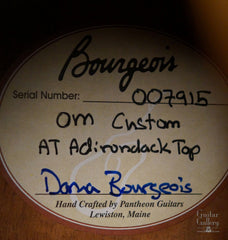 Bourgeois
Serial Number: 007915
OM Custom
AT Adirondack Top
Dana Bourgeois
Hand Crafted by Pantheon Guitars
Lewiston, Maine
Guitar
Gallery